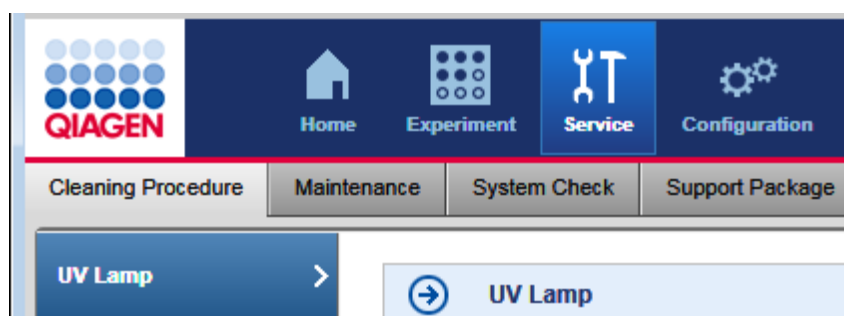 QIAGEN
Home Experiment Service Configuration
Cleaning Procedure Maintenance System Check Support Package
UV Lamp UV Lamp